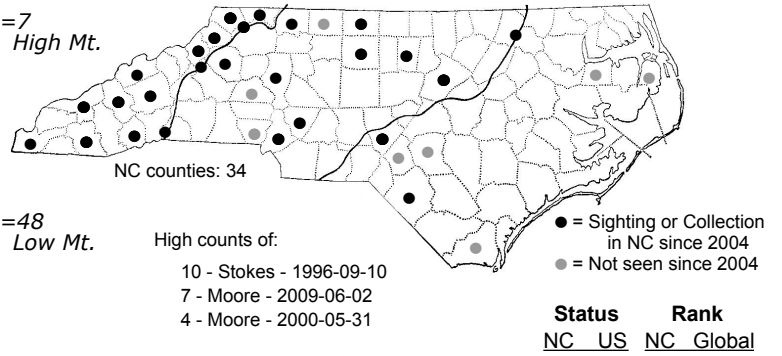 =7
High Mt.
NC counties: 34
=48
Low Mt.
High counts of:
10 - Stokes - 1996-09-10
7 - Moore - 2009-06-02
4 - Moore - 2000-05-31
● = Sighting or Collection
in NC since 2004
● = Not seen since 2004
Status Rank
NC US NC Global